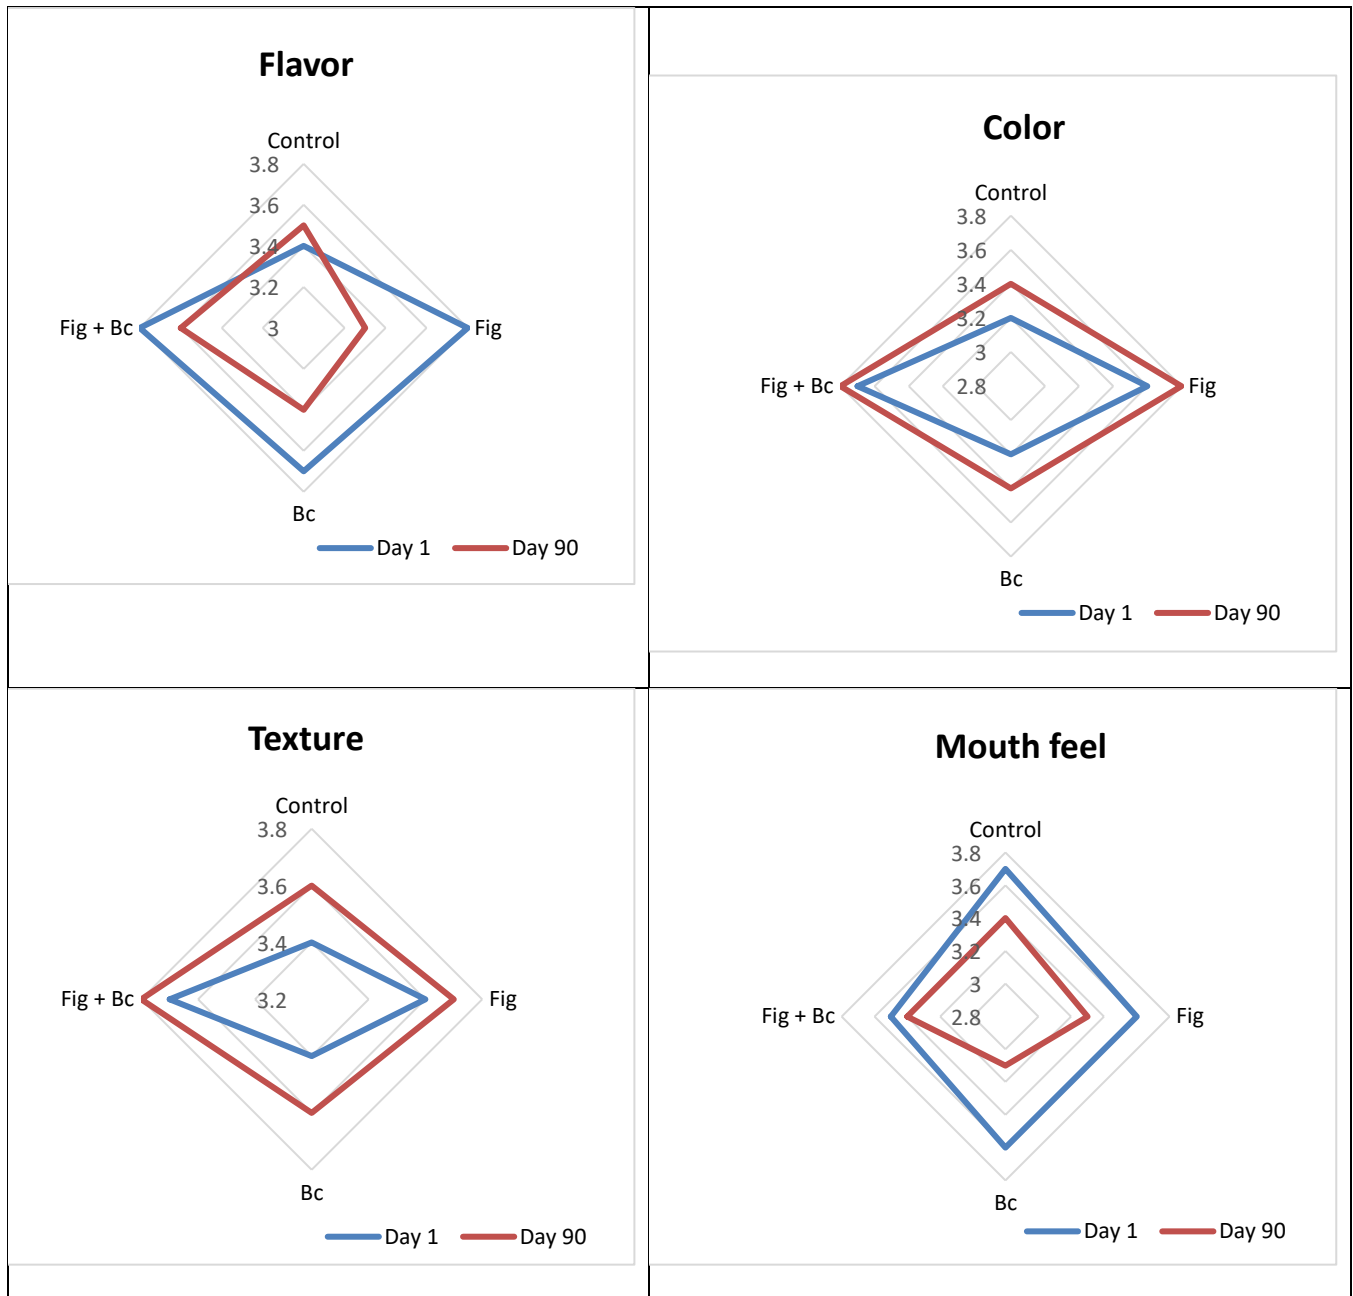 Flavor
Control
3.8
3.6
3.4
3.2
3
Fig + Bc
Fig
Bc
Day 1 Day 90
Color
Control
3.8
3.6
3.4
3.2
3
2.8
Fig + Bc
Fig
Bc
Day 1 Day 90
Texture
Control
3.8
3.6
3.4
3.2
Fig + Bc
Fig
Bc
Day 1 Day 90
Mouth feel
Control
3.8
3.6
3.4
3.2
3
2.8
Fig + Bc
Fig
Bc
Day 1 Day 90